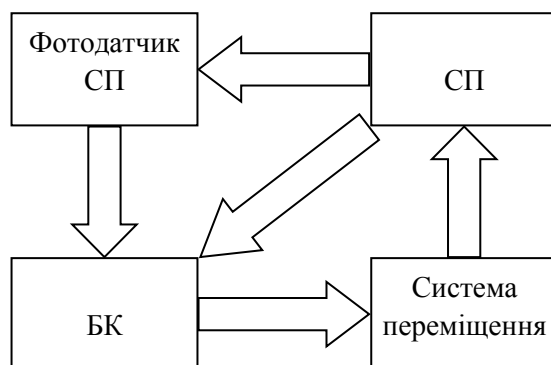 Фотодатчик
СП
СП
БК
Система
переміщення